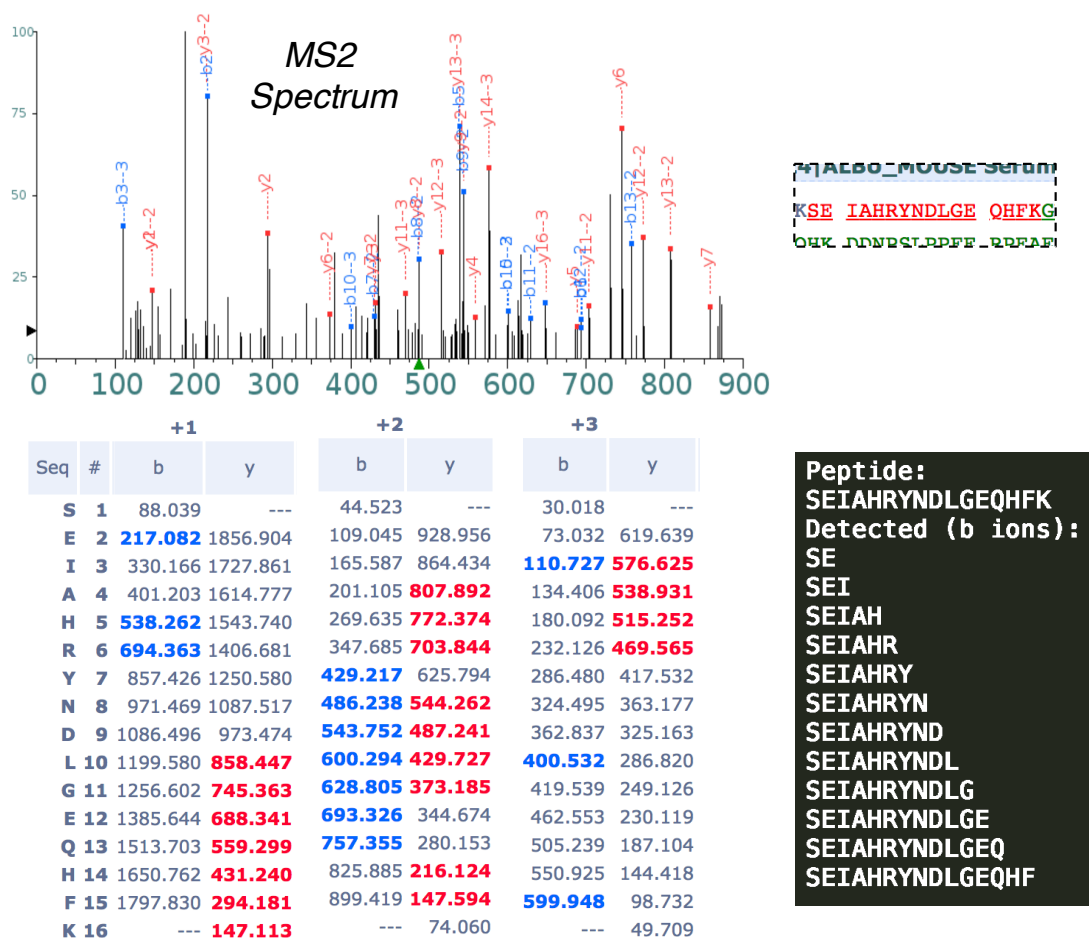 MS2
Spectrum
100
75
50
25
0
b3--3
y2--2
y3--2
b2
y2
y6--2
b10--3
y11--3
y12--3
y4
b5
y13--3
y14--3
b11--2
y16--3
y5
y11--2
b13--2
y6
y12--2
y13--2
y7
0 100 200 300 400 500 600 700 800 900
4|ALBU_MOUSE Serum
KSE IAHRYNDLGE QHFKG
+1 +2 +3
Seq # b y b y b y
S 1 88.039 --- 44.523 --- 30.018 ---
E 2 217.082 1856.904 109.045 928.956 73.032 619.639
I 3 330.166 1727.861 165.587 864.434 110.727 576.625
A 4 401.203 1614.777 201.105 807.892 134.406 538.931
H 5 538.262 1543.740 269.635 772.374 180.092 515.252
R 6 694.363 1406.681 347.685 703.844 232.126 469.565
Y 7 857.426 1250.580 429.217 625.794 286.480 417.532
N 8 971.469 1087.517 486.238 544.262 324.495 363.177
D 9 1086.496 973.474 543.752 487.241 362.837 325.163
L 10 1199.580 858.447 600.294 429.727 400.532 286.820
G 11 1256.602 745.363 628.805 373.185 419.539 249.126
E 12 1385.644 688.341 693.326 344.674 462.553 230.119
Q 13 1513.703 559.299 757.355 280.153 505.239 187.104
H 14 1650.762 431.240 825.885 216.124 550.925 144.418
F 15 1797.830 294.181 899.419 147.594 599.948 98.732
K 16 --- 147.113 --- 74.060 --- 49.709
Peptide:
SEIAHRYNDLGEQHFK
Detected (b ions):
SE
SEI
SEIAH
SEIAHR
SEIAHRY
SEIAHRYN
SEIAHRYND
SEIAHRYNDL
SEIAHRYNDLG
SEIAHRYNDLGE
SEIAHRYNDLGEQ
SEIAHRYNDLGEQHF